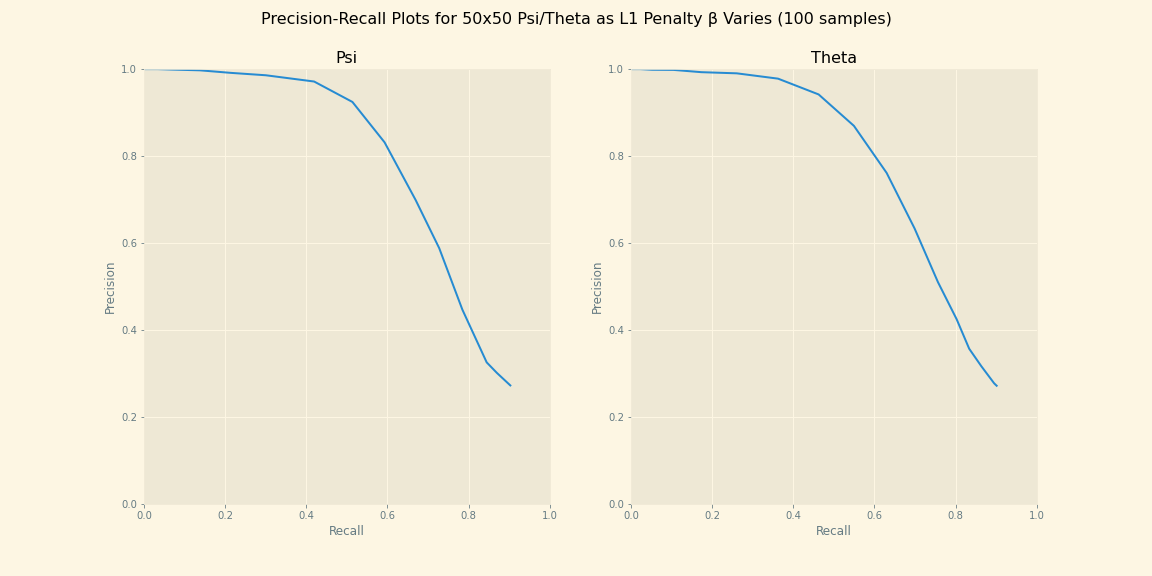 Precision-Recall Plots for 50x50 Psi/Theta as L1 Penalty β Varies (100 samples)
Psi
1.0
0.8
0.6
0.4
0.2
0.0
Precision
0.0 0.2 0.4 0.6 0.8 1.0
Recall
Theta
1.0
0.8
0.6
0.4
0.2
0.0
Precision
0.0 0.2 0.4 0.6 0.8 1.0
Recall